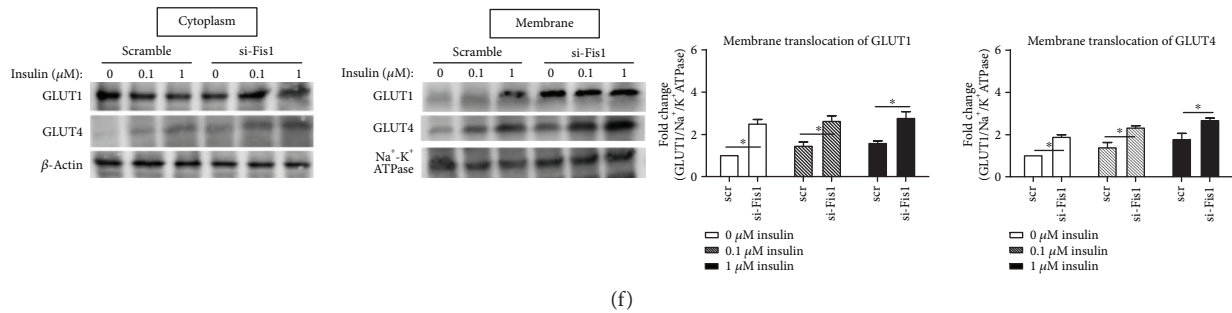 Cytoplasm
Scramble si-Fis1
Insulin (μM): 0 0.1 1 0 0.1 1
GLUT1
GLUT4
β-Actin
Membrane
Scramble si-Fis1
Insulin (μM): 0 0.1 1 0 0.1 1
GLUT1
GLUT4
Na⁺-K⁺
ATPase
Membrane translocation of GLUT1
Fold change
(GLUT1/Na⁺/K⁺ATPase)
6
4
2
0
* * *
scr si-Fis1 scr si-Fis1 scr si-Fis1
0 μM insulin
0.1 μM insulin
1 μM insulin
Membrane translocation of GLUT4
Fold change
(GLUT1/Na⁺/K⁺ATPase)
6
4
2
0
* * *
scr si-Fis1 scr si-Fis1 scr si-Fis1
0 μM insulin
0.1 μM insulin
1 μM insulin
(f)